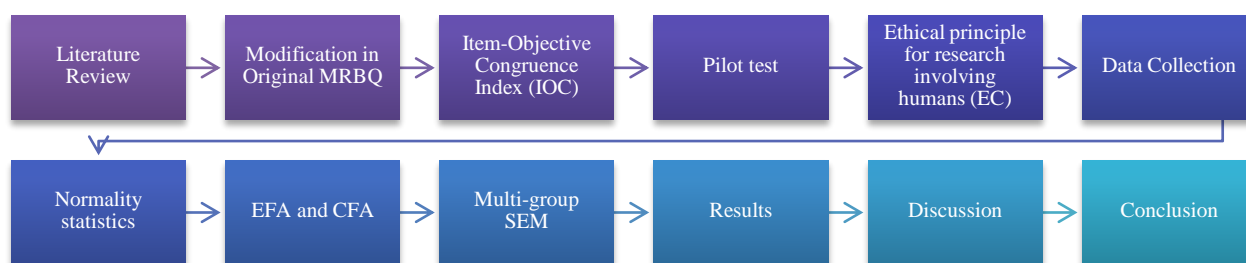 Literature
Review
Modification in
Original MRBQ
Item-Objective
Congruence
Index (IOC)
Pilot test
Ethical principle
for research
involving
humans (EC)
Data Collection
Normality
statistics
EFA and CFA
Multi-group
SEM
Results
Discussion
Conclusion